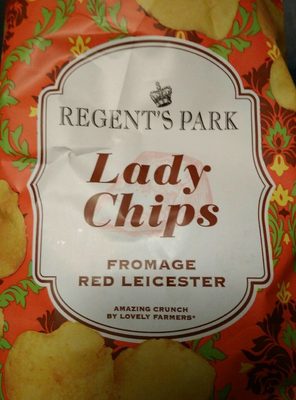 REGENT'S PARK
Lady
Chips
FROMAGE
RED LEICESTER
AMAZING CRUNCH
BY LOVELY FARMERS®